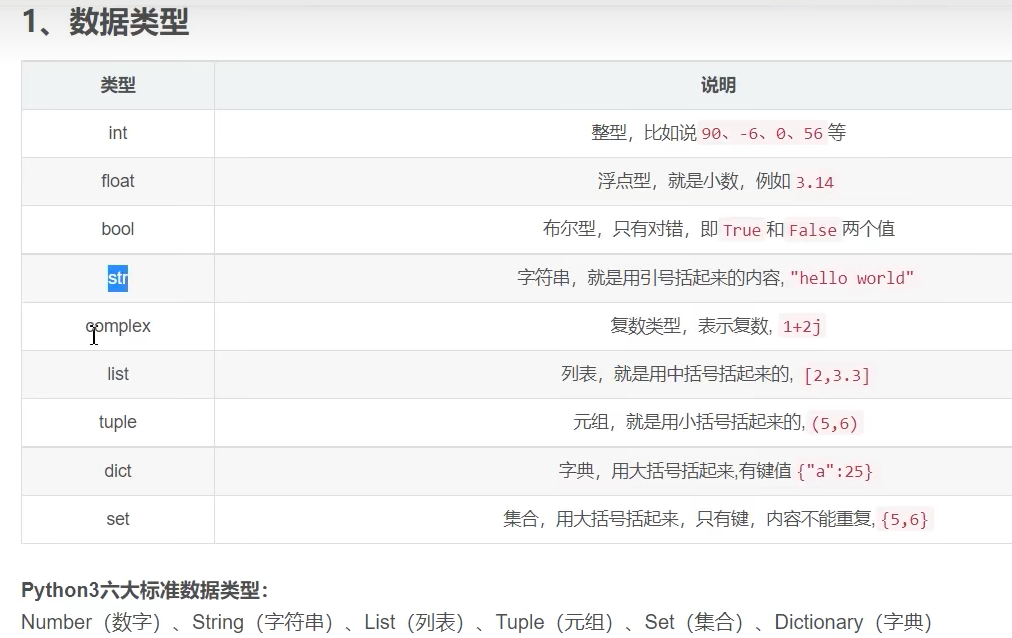 1、数据类型
类型 说明
int 整型，比如说 90、-6、0、56 等
float 浮点型，就是小数，例如 3.14
bool 布尔型，只有对错，即 True 和 False 两个值
str 字符串，就是用引号括起来的内容, "hello world"
complex 复数类型，表示复数, 1+2j
list 列表，就是用中括号括起来的, [2,3.3]
tuple 元组，就是用小括号括起来的, (5,6)
dict 字典，用大括号括起来,有键值 {"a":25}
set 集合，用大括号括起来，只有键，内容不能重复, {5,6}
Python3六大标准数据类型：
Number（数字）、String（字符串）、List（列表）、Tuple（元组）、Set（集合）、Dictionary（字典）